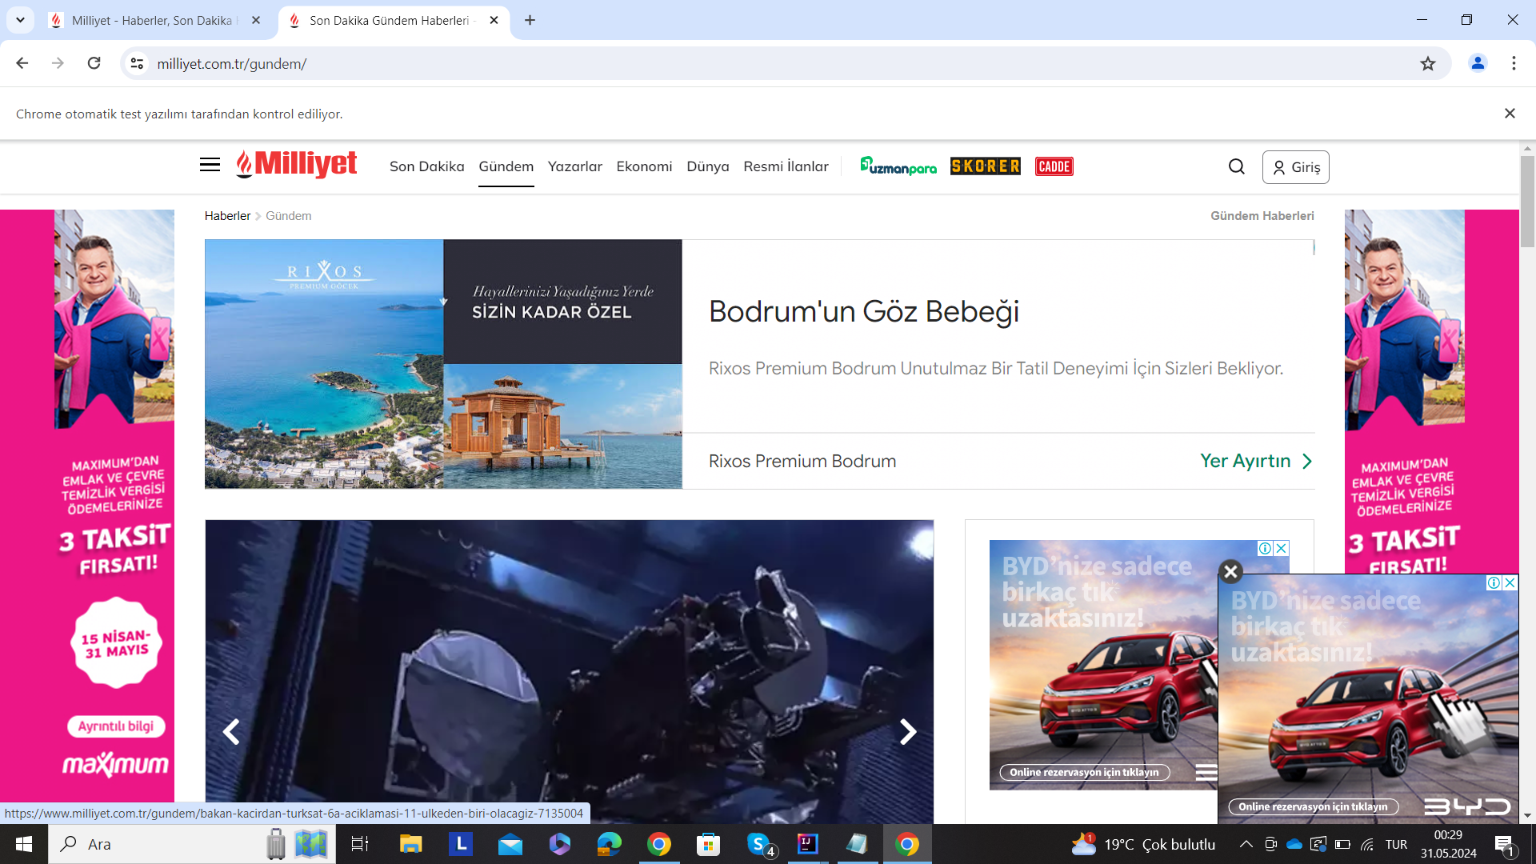 Milliyet - Haberler, Son Dakika
Son Dakika Gündem Haberleri
milliyet.com.tr/gundem/
Chrome otomatik test yazılımı tarafından kontrol ediliyor.
Milliyet
Son Dakika
Gündem
Yazarlar
Ekonomi
Dünya
Resmi İlanlar
uzmanpara
SKORER
CADDE
Giriş
Haberler > Gündem
Gündem Haberleri
RIXOS
PREMIUM GÖCEK
Hayallerinizi Yaşadığınız Yerde
SİZİN KADAR ÖZEL
Bodrum'un Göz Bebeği
Rixos Premium Bodrum Unutulmaz Bir Tatil Deneyimi İçin Sizleri Bekliyor.
Rixos Premium Bodrum
Yer Ayırtın
MAXIMUM'DAN
EMLAK VE ÇEVRE
TEMİZLİK VERGİSİ
ÖDEMELERİNİZE
3 TAKSİT
FIRSATI!
15 NİSAN-
31 MAYIS
Ayrıntılı bilgi
maximum
BYD'nize sadece
birkaç tık
uzaktasınız!
Online rezervasyon için tıklayın
MAXIMUM'DAN
EMLAK VE ÇEVRE
TEMİZLİK VERGİSİ
ÖDEMELERİNİZE
3 TAKSİT
FIRSATI!
BYD'nize sadece
birkaç tık
uzaktasınız!
Online rezervasyon için tıklayın
BYD
https://www.milliyet.com.tr/gundem/bakan-kacirdan-turksat-6a-aciklamasi-11-ulkeden-biri-olacagiz-7135004
Ara
L
4
IJ
1
19°C Çok bulutlu
TUR
00:29
31.05.2024
1